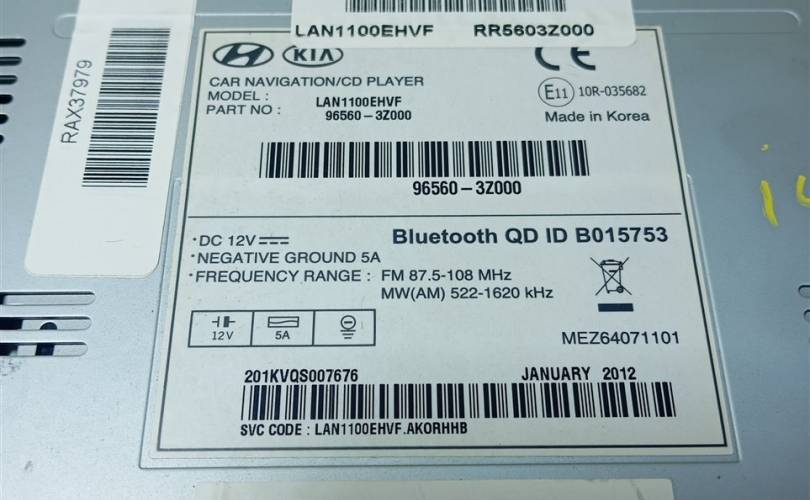 LAN1100EHVF RR5603Z000
RAX37979
KIA
CAR NAVIGATION/CD PLAYER
MODEL : LAN1100EHVF
PART NO : 96560-3Z000
CE
E11 10R-035682
Made in Korea
96560-3Z000
·DC 12V
·NEGATIVE GROUND 5A
·FREQUENCY RANGE : FM 87.5-108 MHz
MW(AM) 522-1620 kHz
Bluetooth QD ID B015753
12V 5A
MEZ64071101
201KVQS007676 JANUARY 2012
SVC CODE : LAN1100EHVF.AKORHHB